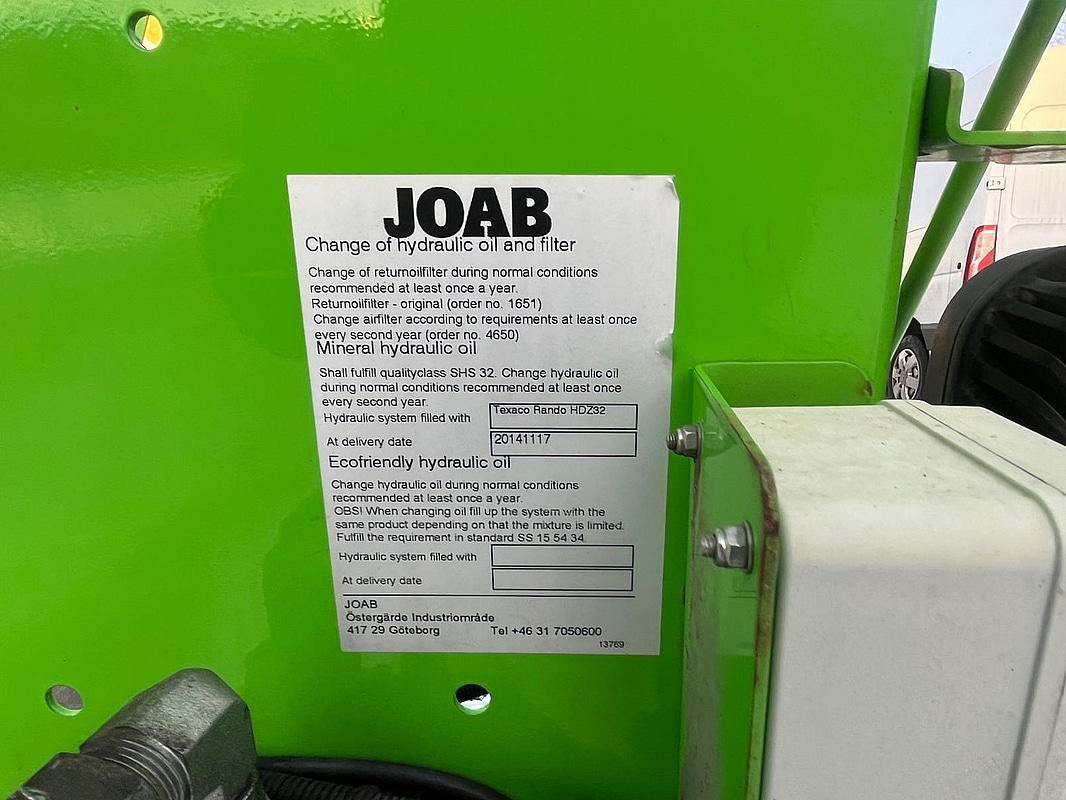 JOAB
Change of hydraulic oil and filter
Change of returnoilfilter during normal conditions
recommended at least once a year.
Returnoilfilter - original (order no. 1651)
Change airfilter according to requirements at least once
every second year (order no. 4650)
Mineral hydraulic oil
Shall fulfill qualityclass SHS 32. Change hydraulic oil
during normal conditions recommended at least once
every second year.
Hydraulic system filled with Texaco Rando HDZ32
At delivery date 20141117
Ecofriendly hydraulic oil
Change hydraulic oil during normal conditions
recommended at least once a year.
OBS! When changing oil fill up the system with the
same product depending on that the mixture is limited.
Fulfill the requirement in standard SS 15 54 34.
Hydraulic system filled with
At delivery date
JOAB
Östergärde Industriområde
417 29 Göteborg Tel +46 31 7050600
13769